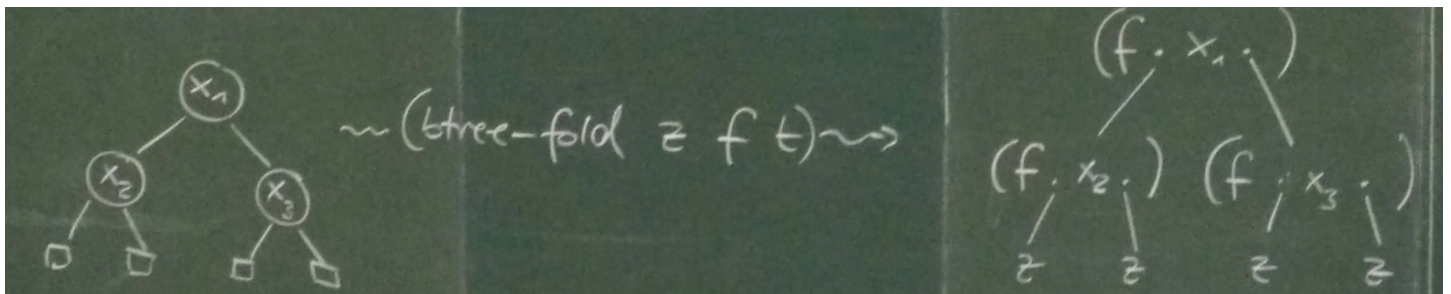 x₁
x₂ x₃
~(btree-fold z f t)~>
(f . x₁ .)
(f . x₂ .) (f . x₃ .)
z z z z